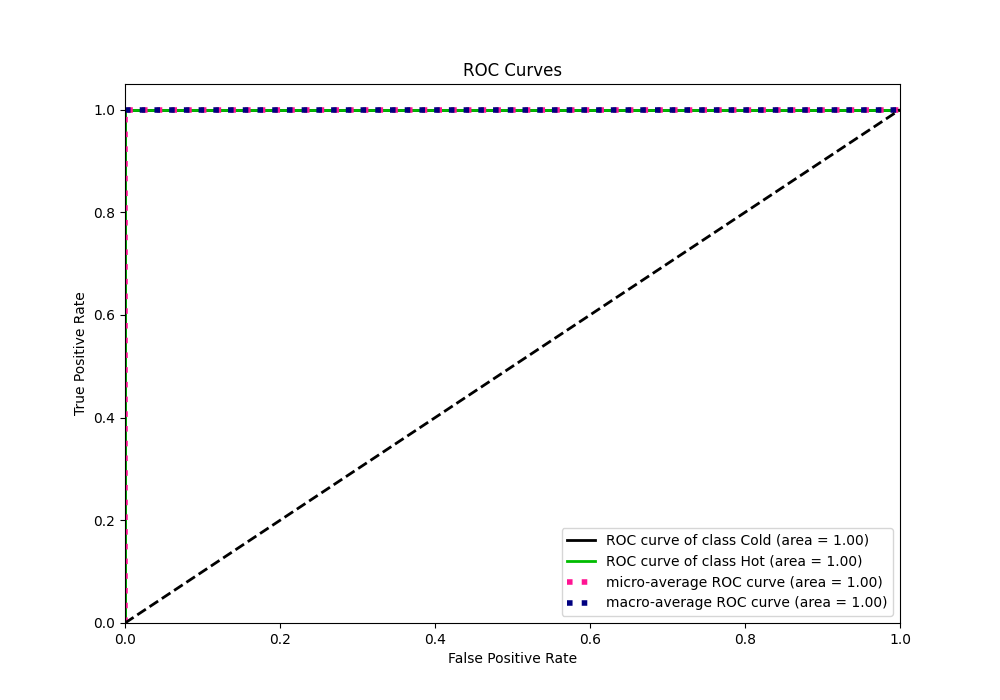 ROC Curves
True Positive Rate
1.0
0.8
0.6
0.4
0.2
0.0
ROC curve of class Cold (area = 1.00)
ROC curve of class Hot (area = 1.00)
micro-average ROC curve (area = 1.00)
macro-average ROC curve (area = 1.00)
0.0 0.2 0.4 0.6 0.8 1.0
False Positive Rate